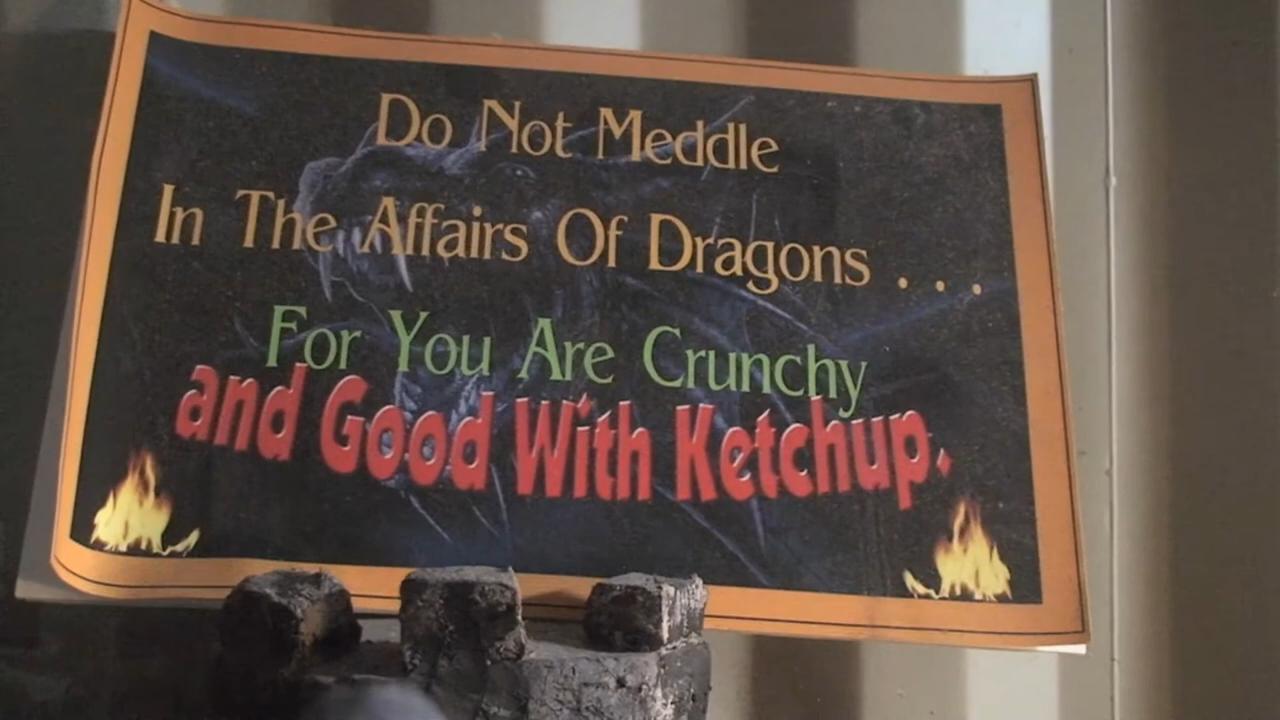 Do Not Meddle
In The Affairs Of Dragons . . .
For You Are Crunchy
and Good With Ketchup.